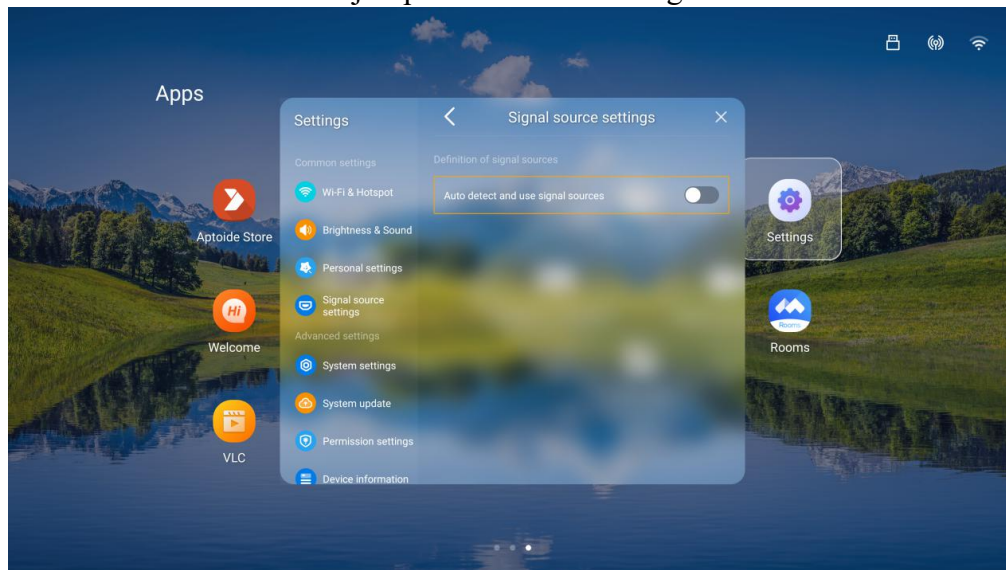 Apps
Aptoide Store
Hi
Welcome
VLC
Settings
Common settings
Wi-Fi & Hotspot
Brightness & Sound
Personal settings
Signal source
settings
Advanced settings
System settings
System update
Permission settings
Device information
Signal source settings
Definition of signal sources
Auto detect and use signal sources
Settings
Rooms
Rooms